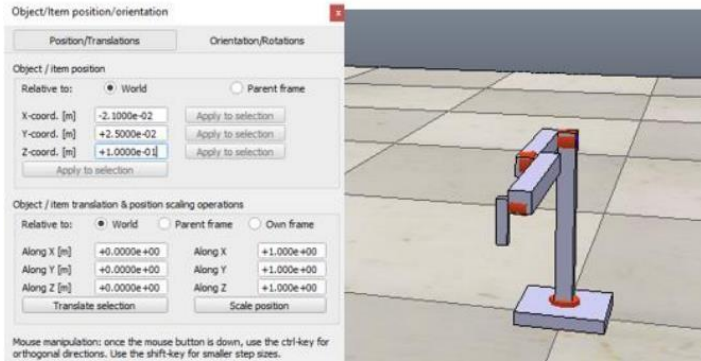 Object/Item position/orientation
x
Position/Translations Orientation/Rotations
Object / item position
Relative to: World Parent frame
X-coord. [m] -2.1000e-02 Apply to selection
Y-coord. [m] +2.5000e-02 Apply to selection
Z-coord. [m] +1.0000e-01 Apply to selection
Apply to selection
Object / item translation & position scaling operations
Relative to: World Parent frame Own frame
Along X [m] +0.0000e+00 Along X +1.000e+00
Along Y [m] +0.0000e+00 Along Y +1.000e+00
Along Z [m] +0.0000e+00 Along Z +1.000e+00
Translate selection Scale position
Mouse manipulation: once the mouse button is down, use the ctrl-key for
orthogonal directions. Use the shift-key for smaller step sizes.